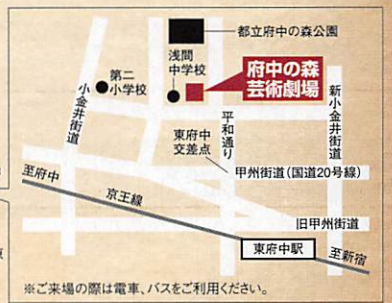 都立府中の森公園
浅間
中学校
第二
小学校
府中の森
芸術劇場
小金井街道
平和通り
新小金井街道
東府中
交差点
甲州街道(国道20号線)
至府中
京王線
旧甲州街道
東府中駅
至新宿
※ご来場の際は電車、バスをご利用ください。